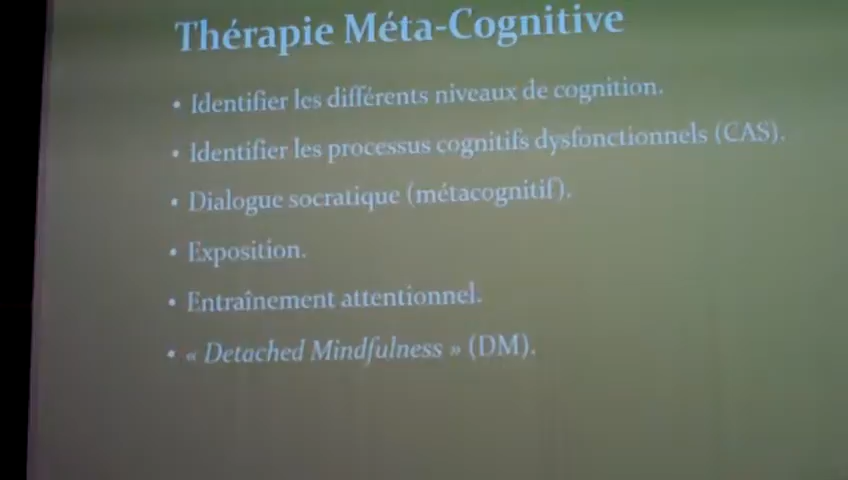 Thérapie Méta-Cognitive
• Identifier les différents niveaux de cognition.
• Identifier les processus cognitifs dysfonctionnels (CAS).
• Dialogue socratique (métacognitif).
• Exposition.
• Entraînement attentionnel.
• « Detached Mindfulness » (DM).